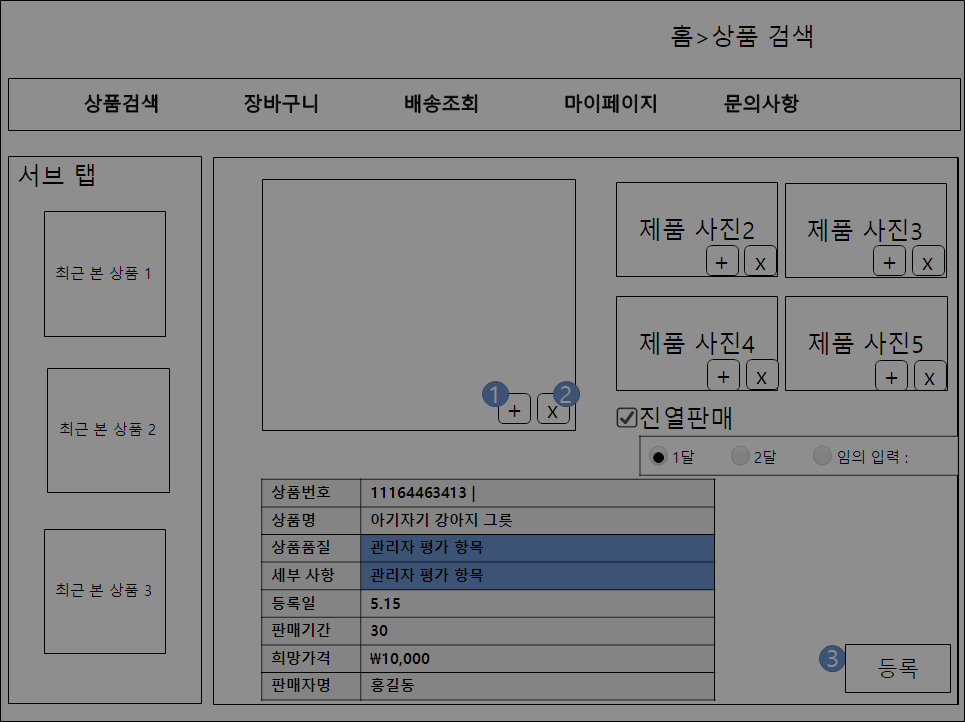 홈>상품 검색
상품검색 장바구니 배송조회 마이페이지 문의사항
서브 탭
최근 본 상품 1
최근 본 상품 2
최근 본 상품 3
1 + 2 x
제품 사진2 + x
제품 사진3 + x
제품 사진4 + x
제품 사진5 + x
진열판매
1달 2달 임의 입력 :
상품번호 11164463413 |
상품명 아기자기 강아지 그릇
상품품질 관리자 평가 항목
세부 사항 관리자 평가 항목
등록일 5.15
판매기간 30
희망가격 ₩10,000
판매자명 홍길동
3 등록